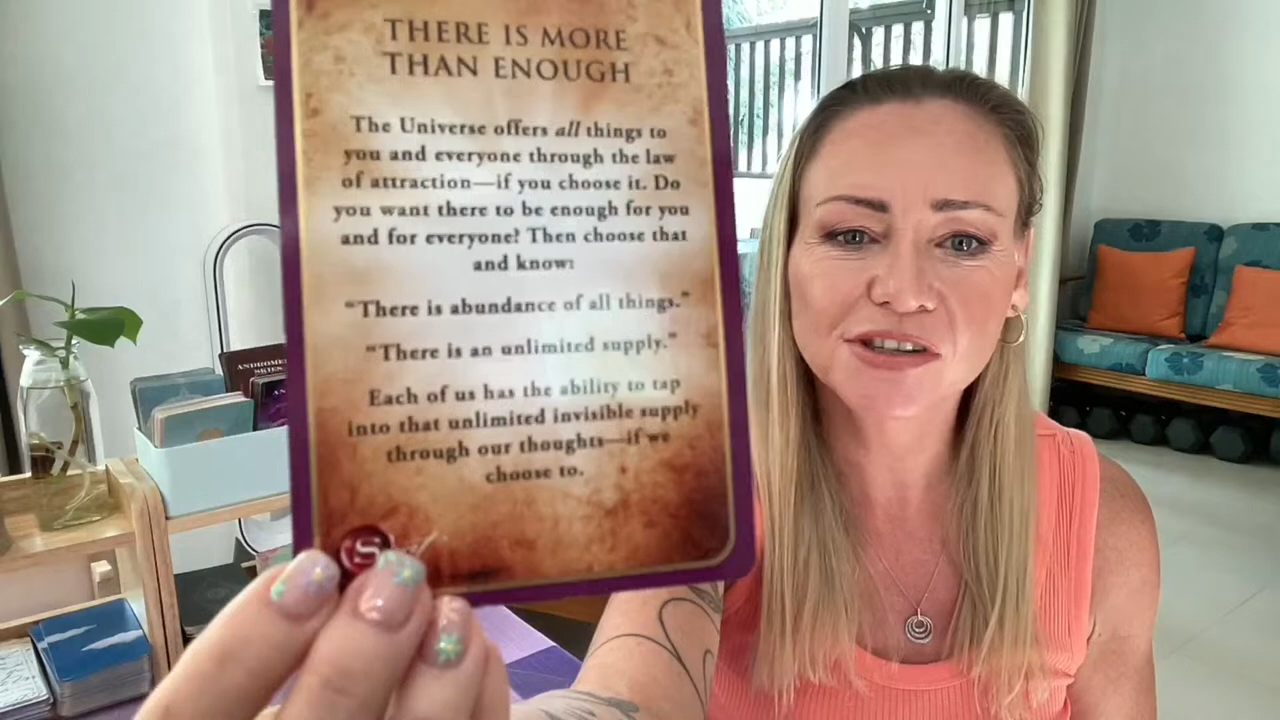 THERE IS MORE
THAN ENOUGH
The Universe offers all things to
you and everyone through the law
of attraction—if you choose it. Do
you want there to be enough for you
and for everyone? Then choose that
and know:
“There is abundance of all things.”
“There is an unlimited supply.”
Each of us has the ability to tap
into that unlimited invisible supply
through our thoughts—if we
choose to.
S